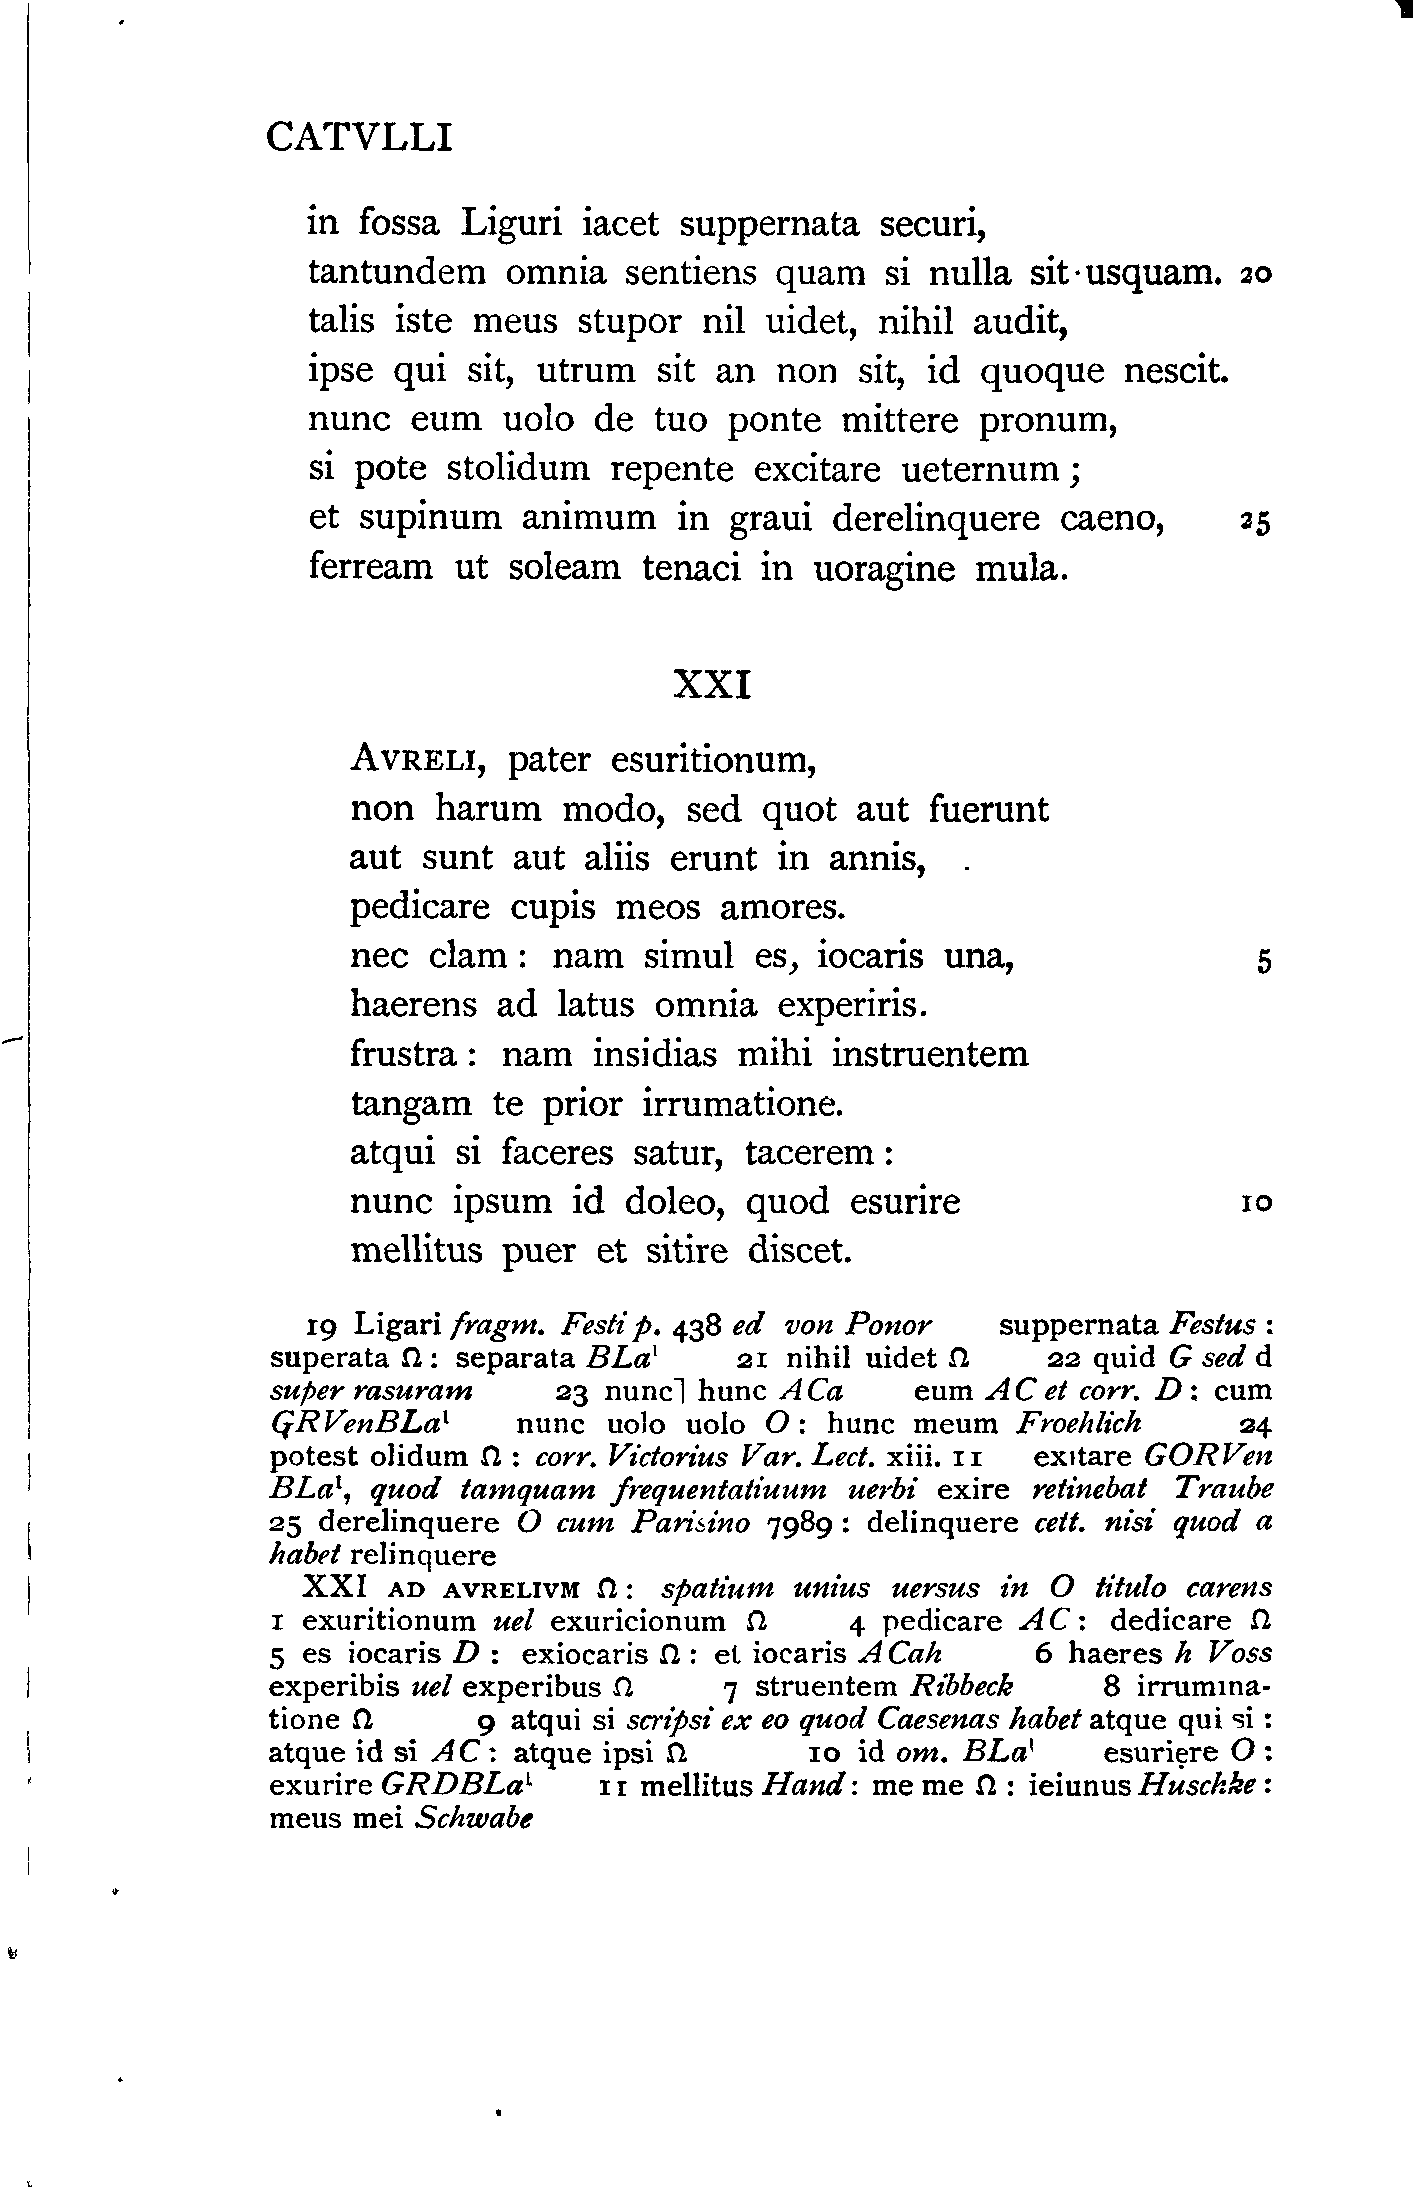 CATVLLI
in fossa Liguri iacet suppernata securi,
tantundem omnia sentiens quam si nulla sit usquam. 20
talis iste meus stupor nil uidet, nihil audit,
ipse qui sit, utrum sit an non sit, id quoque nescit.
nunc eum uolo de tuo ponte mittere pronum,
si pote stolidum repente excitare ueternum ;
et supinum animum in graui derelinquere caeno, 25
ferream ut soleam tenaci in uoragine mula.
XXI
AVRELI, pater esuritionum,
non harum modo, sed quot aut fuerunt
aut sunt aut aliis erunt in annis,
pedicare cupis meos amores.
nec clam : nam simul es, iocaris una, 5
haerens ad latus omnia experiris.
frustra : nam insidias mihi instruentem
tangam te prior irrumatione.
atqui si faceres satur, tacerem :
nunc ipsum id doleo, quod esurire 10
mellitus puer et sitire discet.
19 Ligari fragm. Festi p. 438 ed von Ponor suppernata Festus :
superata Ω : separata BLa¹ 21 nihil uidet Ω 22 quid G sed d
super rasuram 23 nunc] hunc ACa eum AC et corr. D : cum
GRVenBLa¹ nunc uolo uolo O : hunc meum Froehlich 24
potest olidum Ω : corr. Victorius Var. Lect. xiii. 11 exitare GORVen
BLa¹, quod tamquam frequentatiuum uerbi exire retinebat Traube
25 derelinquere O cum Parisino 7989 : delinquere cett. nisi quod a
habet relinquere
XXI AD AVRELIVM Ω : spatium unius uersus in O titulo carens
1 exuritionum uel exuricionum Ω 4 pedicare AC : dedicare Ω
5 es iocaris D : exiocaris Ω : et iocaris ACah 6 haeres h Voss
experibis uel experibus Ω 7 struentem Ribbeck 8 irrumina-
tione Ω 9 atqui si scripsi ex eo quod Caesenas habet atque qui si :
atque id si AC : atque ipsi Ω 10 id om. BLa¹ esuriẹre O :
exurire GRDBLa¹ 11 mellitus Hand : me me Ω : ieiunus Huschke :
meus mei Schwabe